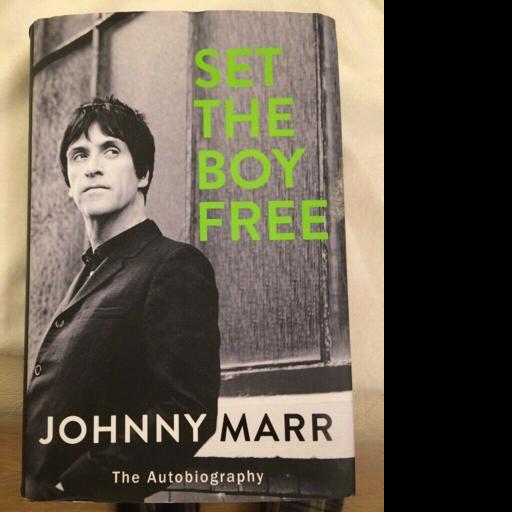 SET
THE
BOY
FREE
JOHNNY MARR
The Autobiography